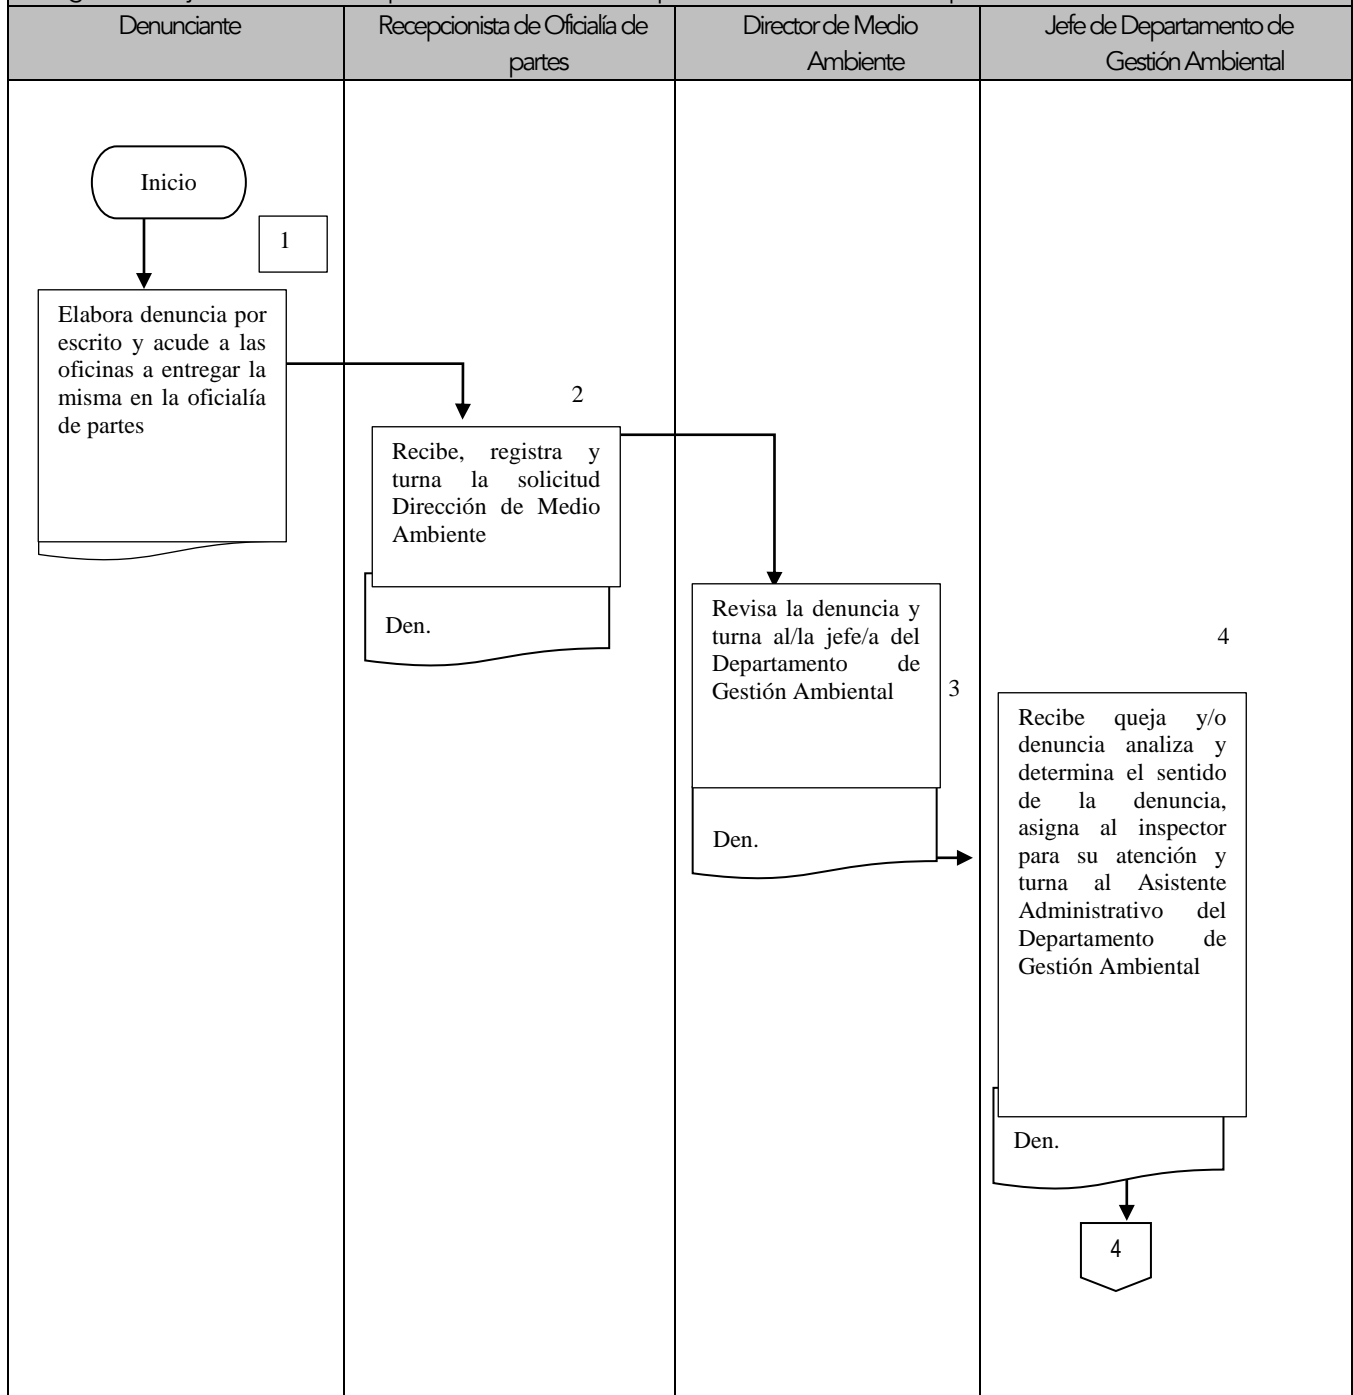 Denunciante
Recepcionista de Oficialía de
partes
Director de Medio
Ambiente
Jefe de Departamento de
Gestión Ambiental
Inicio
1
Elabora denuncia por
escrito y acude a las
oficinas a entregar la
misma en la oficialía
de partes
2
Recibe, registra y
turna la solicitud
Dirección de Medio
Ambiente
Den.
Revisa la denuncia y
turna al/la jefe/a del
Departamento de
Gestión Ambiental
3
Den.
4
Recibe queja y/o
denuncia analiza y
determina el sentido
de la denuncia,
asigna al inspector
para su atención y
turna al Asistente
Administrativo del
Departamento de
Gestión Ambiental
Den.
4